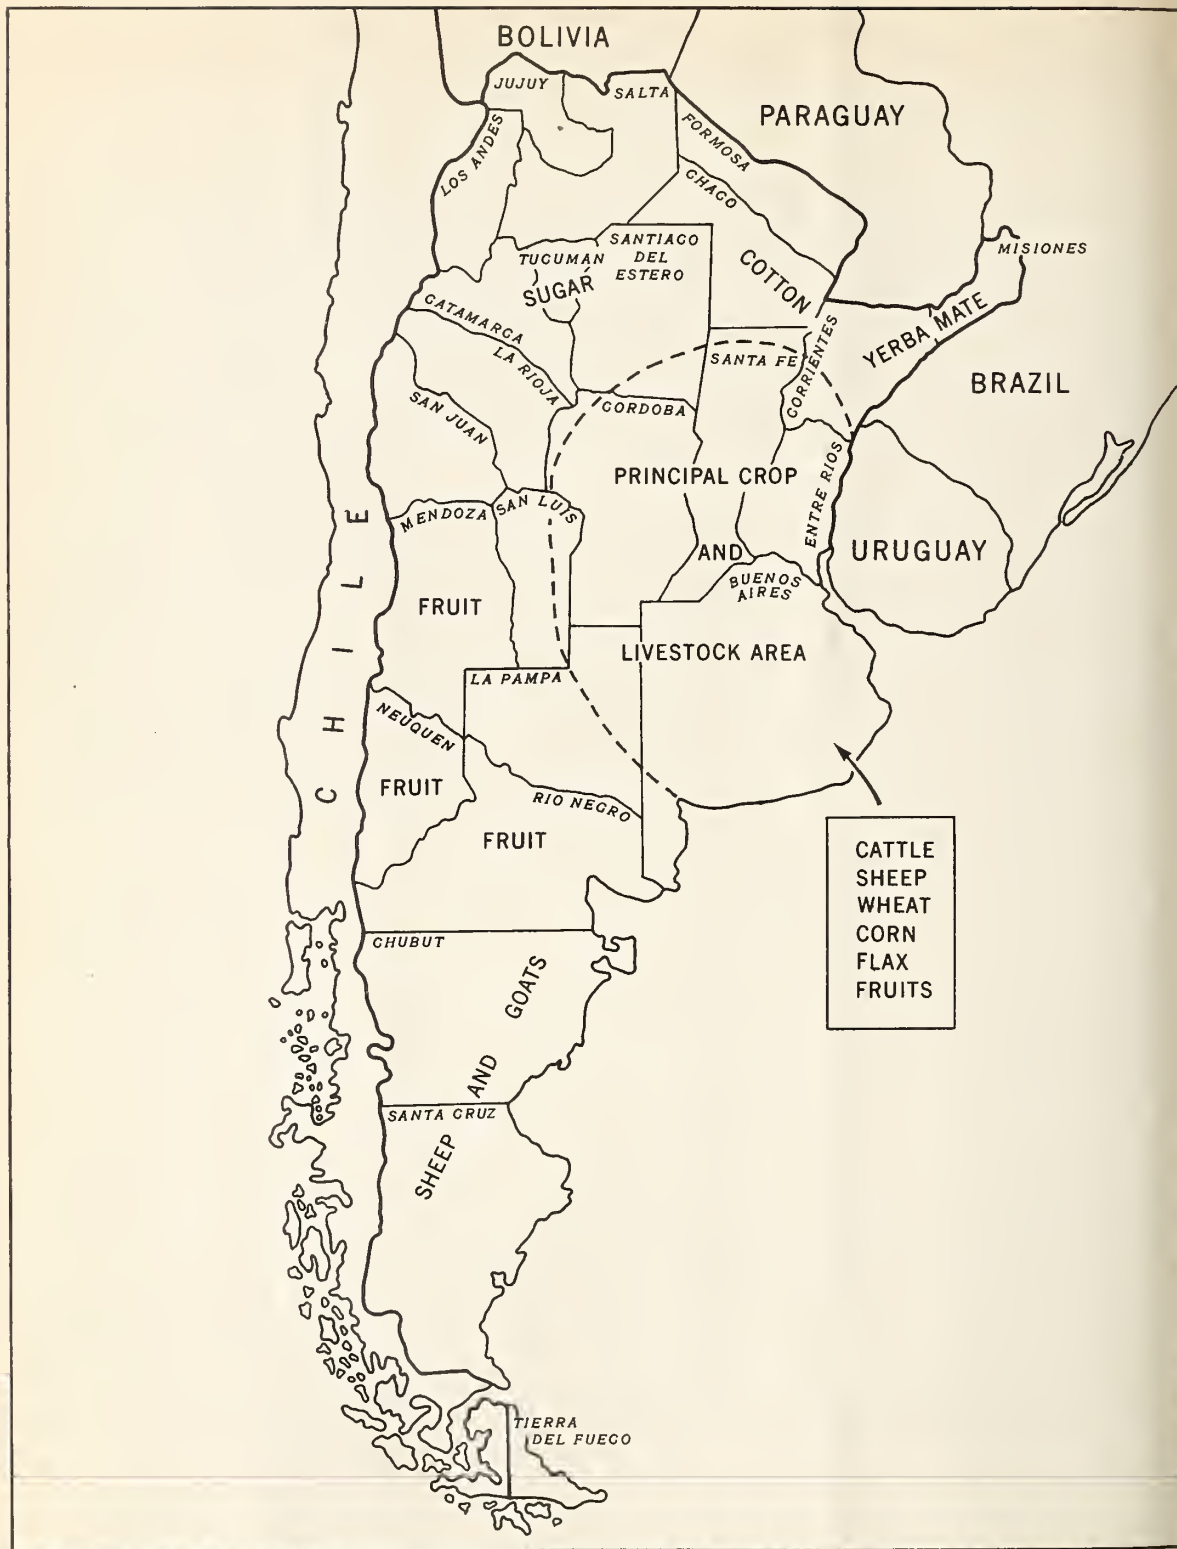 BOLIVIA
JUJUY
SALTA
PARAGUAY
FORMOSA
LOS ANDES
CHACO
MISIONES
SANTIAGO
DEL
ESTERO
TUCUMÁN
SUGAR
COTTON
CATAMARCA
YERBA MATE
LA RIOJA
SANTA FE
CORRIENTES
BRAZIL
SAN JUAN
CORDOBA
PRINCIPAL CROP
ENTRE RIOS
MENDOZA
SAN LUIS
CHILE
AND
URUGUAY
BUENOS
AIRES
FRUIT
LIVESTOCK AREA
LA PAMPA
NEUQUEN
FRUIT
RIO NEGRO
FRUIT
CATTLE
SHEEP
WHEAT
CORN
FLAX
FRUITS
CHUBUT
SHEEP AND GOATS
SANTA CRUZ
TIERRA
DEL FUEGO